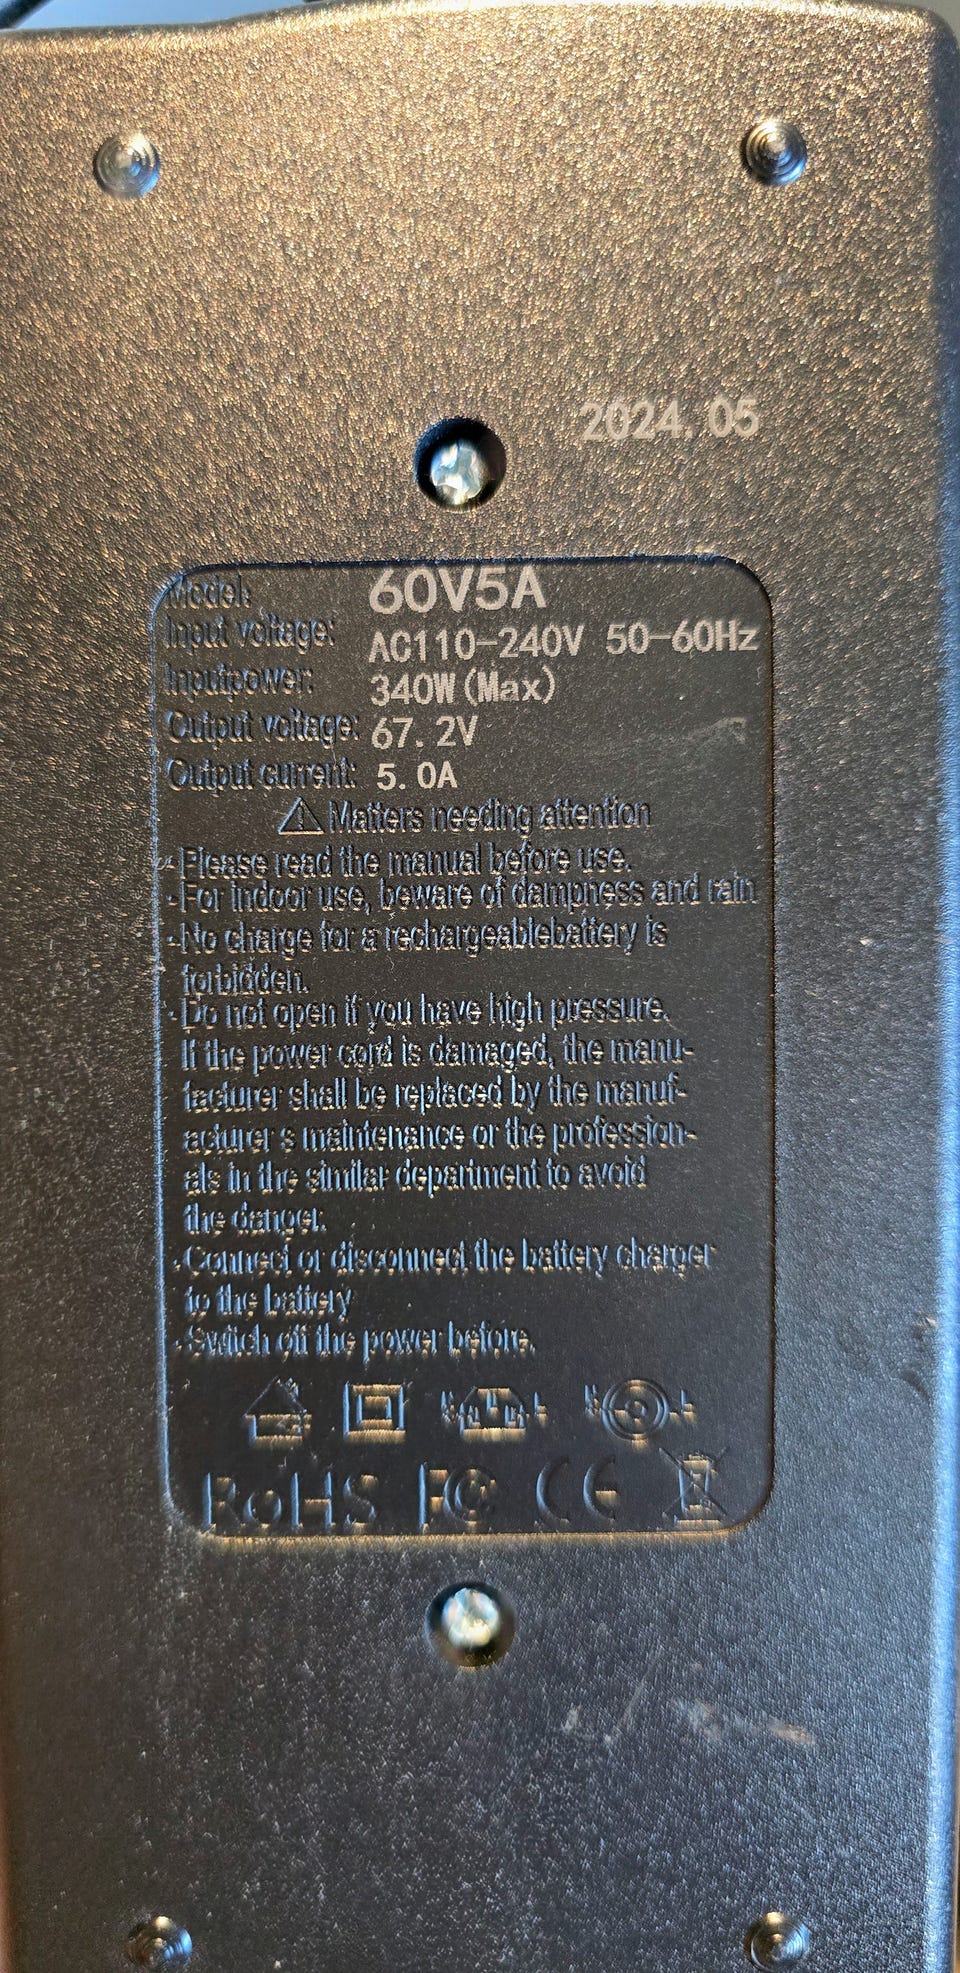 2024.05
Model: 60V5A
Input voltage: AC110-240V 50-60Hz
Inputpower: 340W(Max)
Output voltage: 67.2V
Output current: 5.0A
Matters needing attention
-Please read the manual before use.
-For indoor use, beware of dampness and rain
-No charge for a rechargeablebattery is
forbidden.
-Do not open if you have high pressure.
If the power cord is damaged, the manu-
facturer shall be replaced by the manuf-
acturer s maintenance or the profession-
als in the similar department to avoid
the danger.
-Connect or disconnect the battery charger
to the battery
-Switch off the power before.
RoHS FC CE